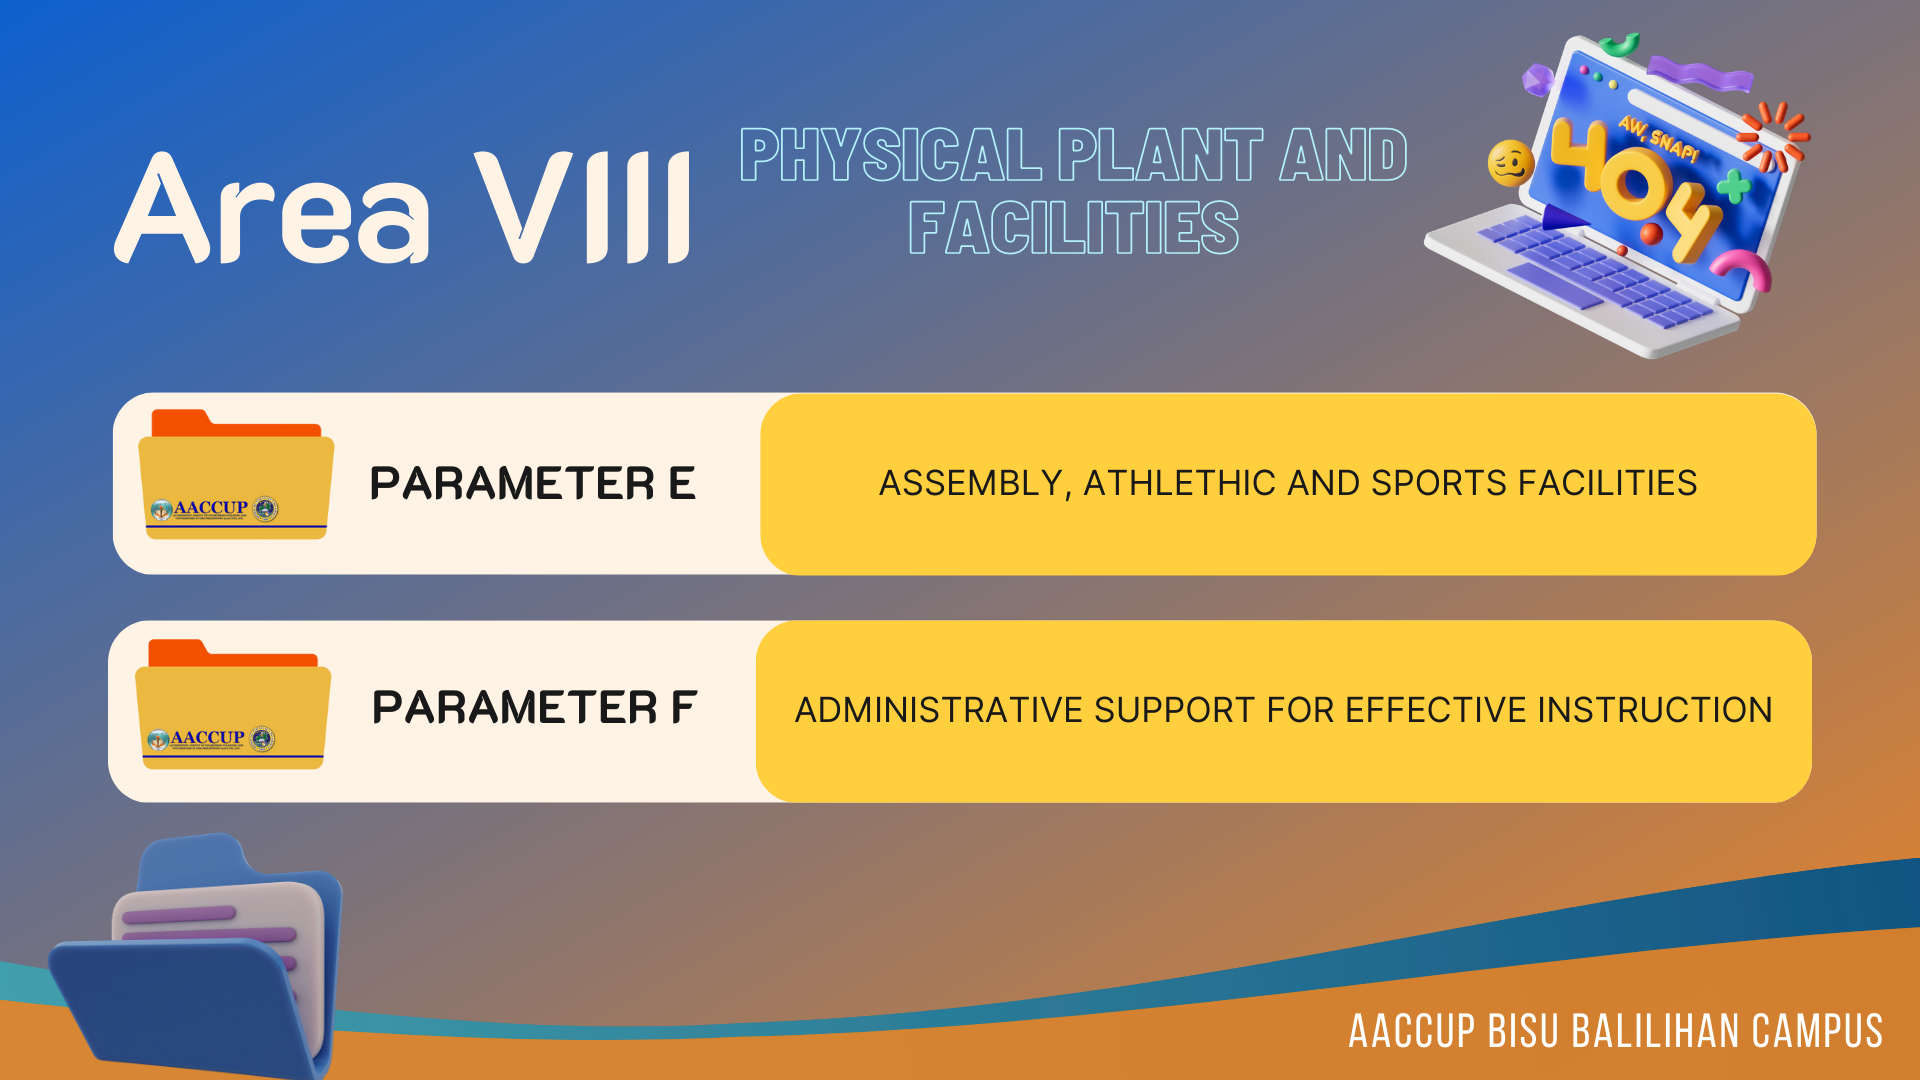 Area VIII
PHYSICAL PLANT AND
FACILITIES
AW, SNAP!
404
PARAMETER E
ASSEMBLY, ATHLETHIC AND SPORTS FACILITIES
AACCUP
PARAMETER F
ADMINISTRATIVE SUPPORT FOR EFFECTIVE INSTRUCTION
AACCUP
AACCUP BISU BALILIHAN CAMPUS